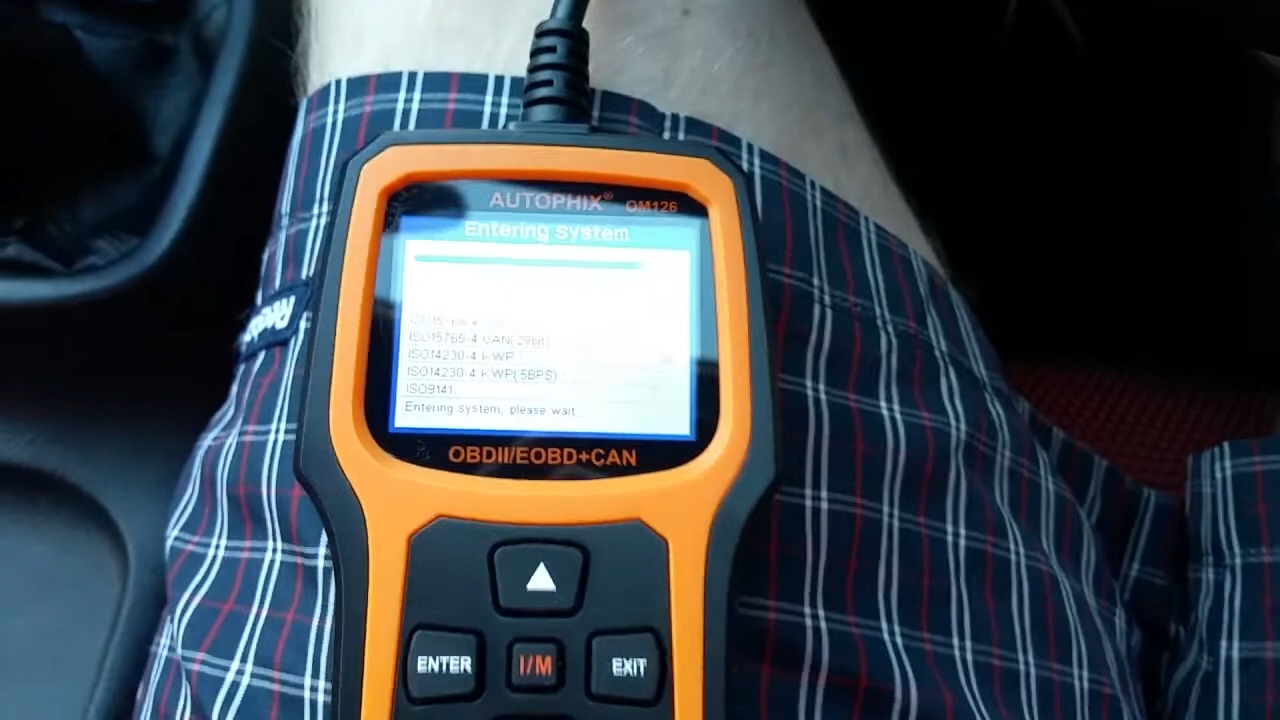 AUTOPHIX® OM126
Entering System
ISO15765-4 CAN(29bit)
ISO14230-4 KWP
ISO14230-4 KWP(5BPS)
ISO9141
Entering system, please wait
OBDII/EOBD+CAN
ENTER I/M EXIT